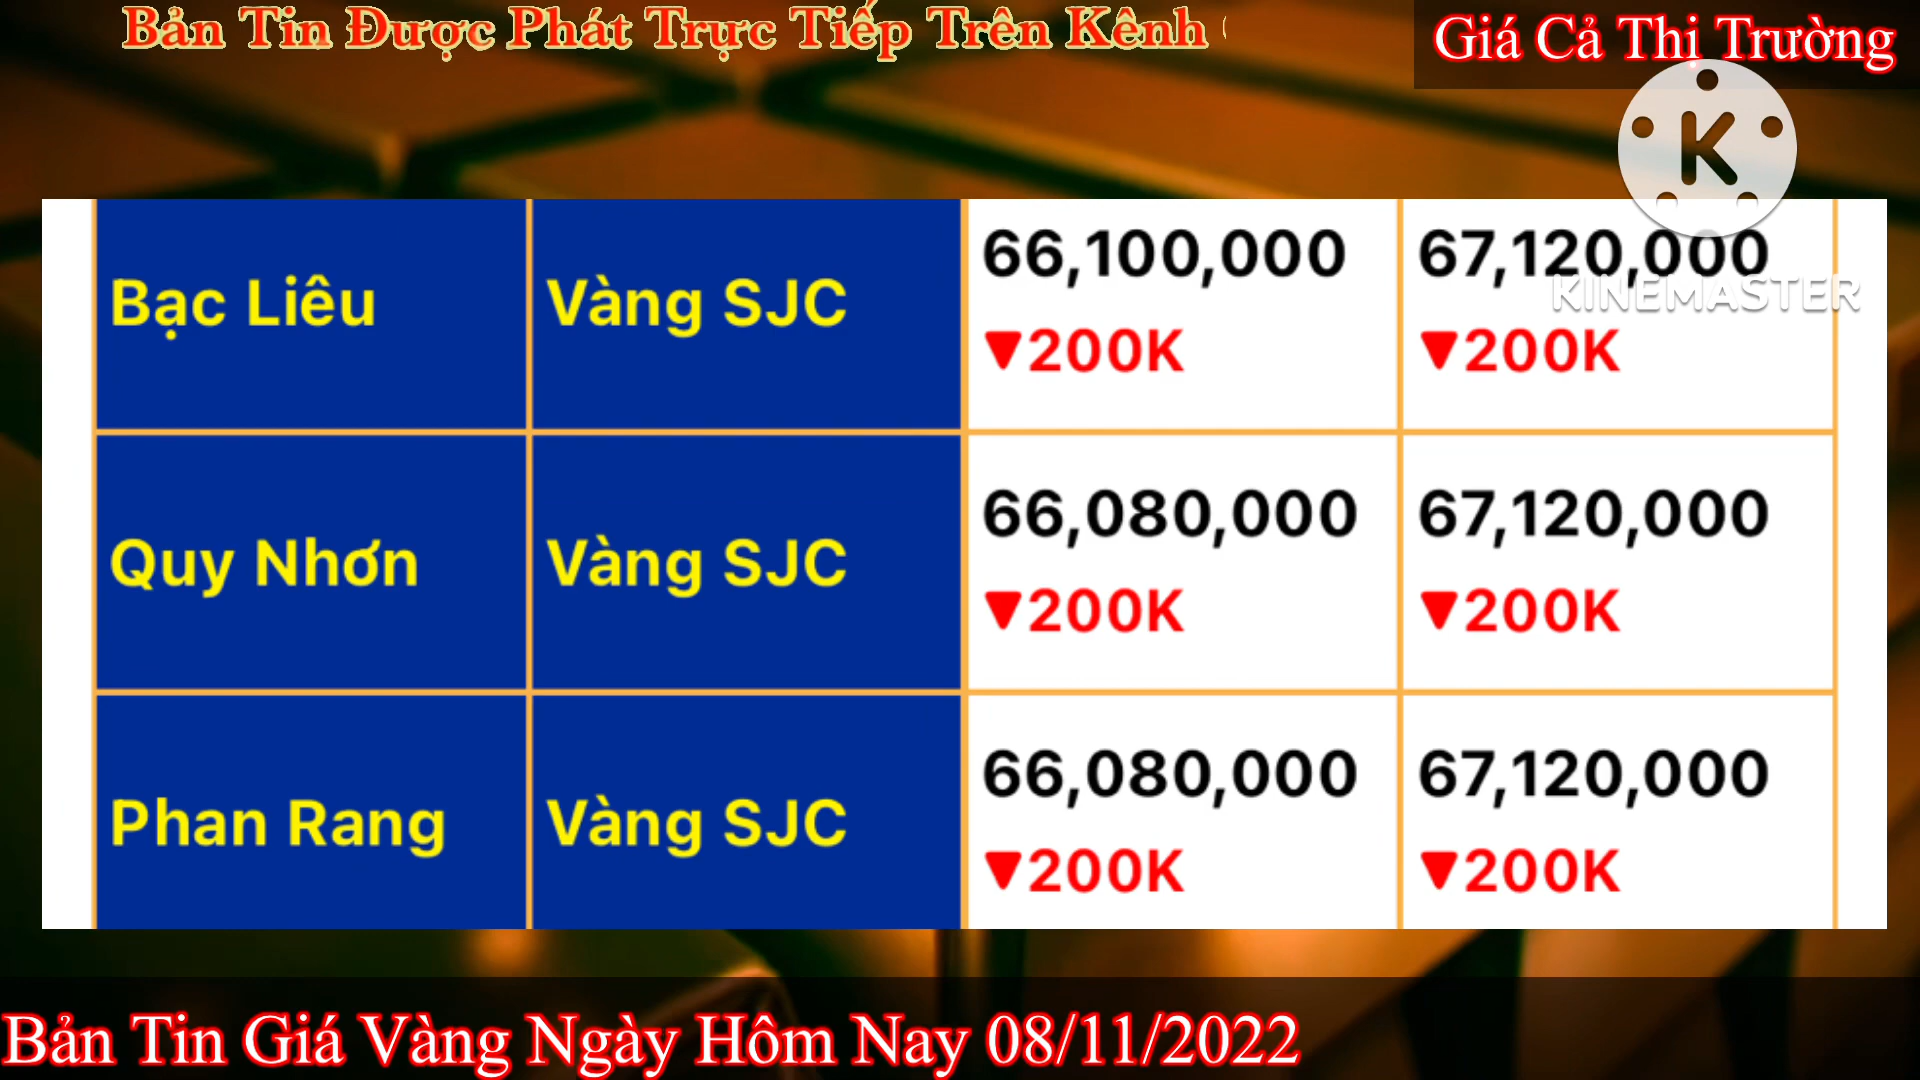 Bản Tin Được Phát Trực Tiếp Trên Kênh
Giá Cả Thị Trường
K
KINEMASTER
Bạc Liêu Vàng SJC 66,100,000 67,120,000
▼200K ▼200K
Quy Nhơn Vàng SJC 66,080,000 67,120,000
▼200K ▼200K
Phan Rang Vàng SJC 66,080,000 67,120,000
▼200K ▼200K
Bản Tin Giá Vàng Ngày Hôm Nay 08/11/2022